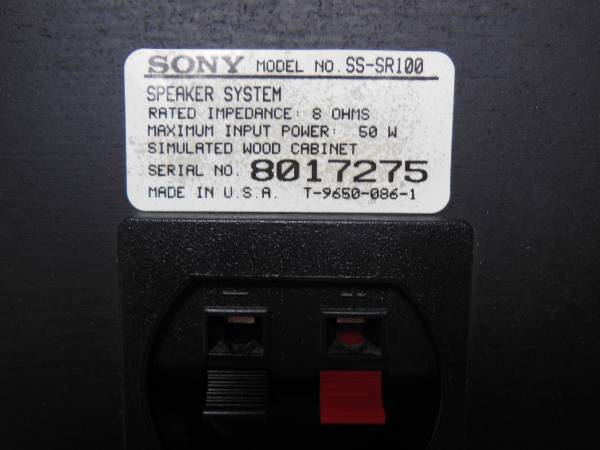 SONY MODEL NO. SS-SR100
SPEAKER SYSTEM
RATED IMPEDANCE: 8 OHMS
MAXIMUM INPUT POWER: 50 W
SIMULATED WOOD CABINET
SERIAL NO. 8017275
MADE IN U.S.A. T-9650-086-1